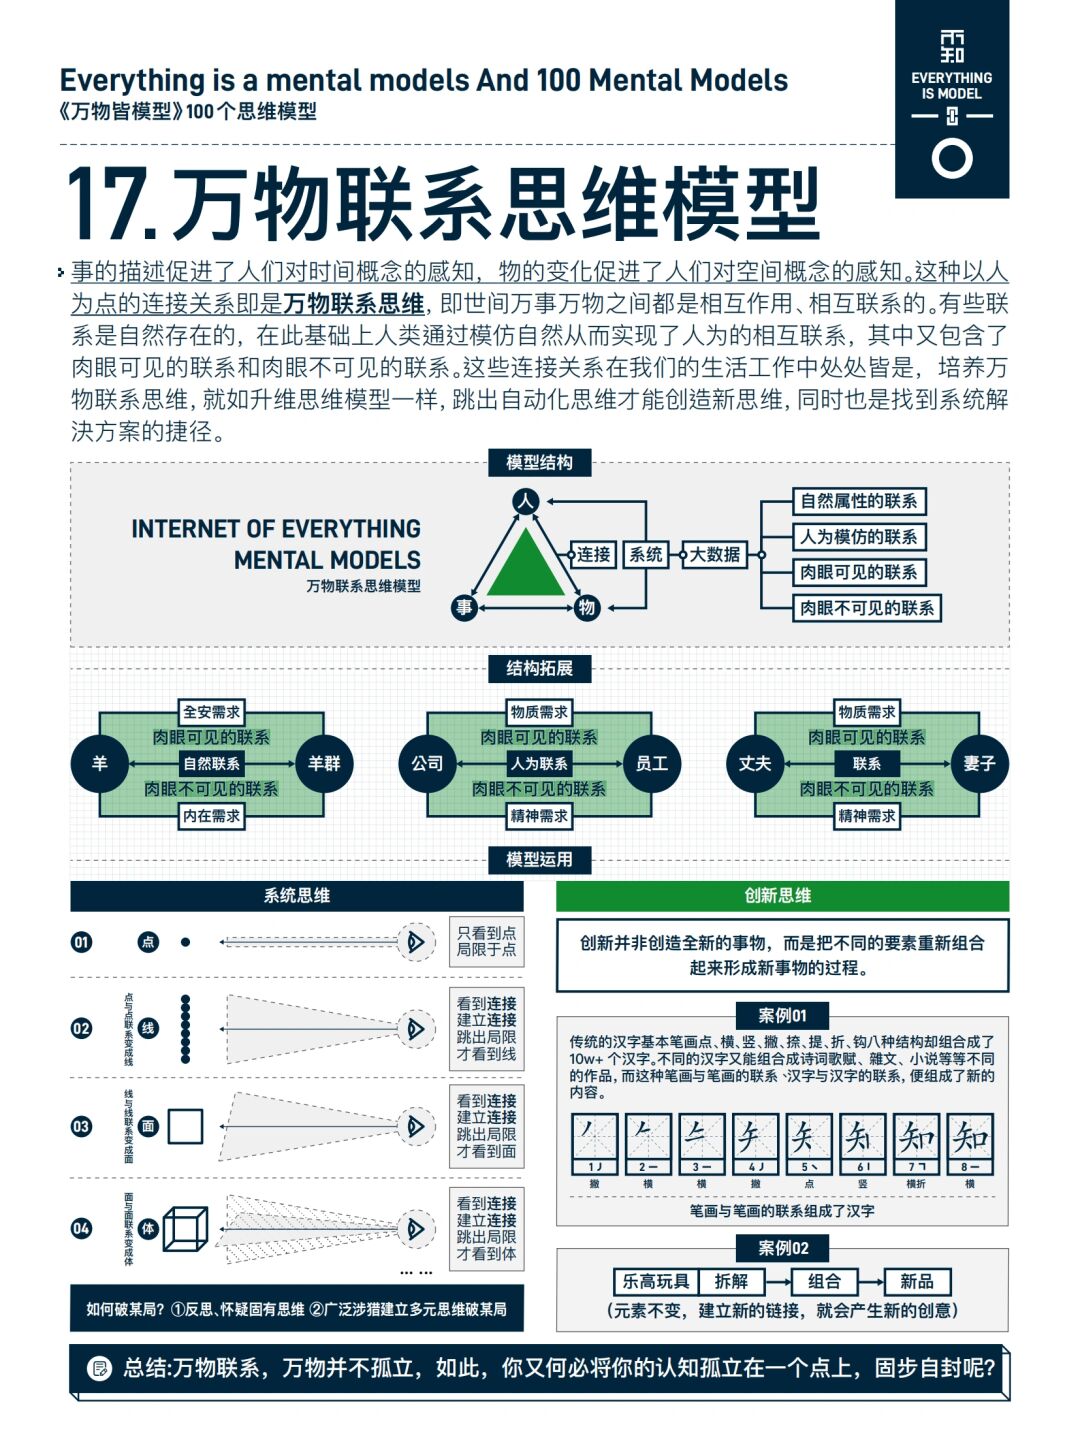 Everything is a mental models And 100 Mental Models
《万物皆模型》100个思维模型
雨知
EVERYTHING
IS MODEL
17.万物联系思维模型
事的描述促进了人们对时间概念的感知，物的变化促进了人们对空间概念的感知。这种以人
为点的连接关系即是万物联系思维，即世间万事万物之间都是相互作用、相互联系的。有些联
系是自然存在的，在此基础上人类通过模仿自然从而实现了人为的相互联系，其中又包含了
肉眼可见的联系和肉眼不可见的联系。这些连接关系在我们的生活工作中处处皆是，培养万
物联系思维，就如升维思维模型一样，跳出自动化思维才能创造新思维，同时也是找到系统解
決方案的捷径。
模型结构
INTERNET OF EVERYTHING
MENTAL MODELS
万物联系思维模型
人
事
物
连接
系统
大数据
自然属性的联系
人为模仿的联系
肉眼可见的联系
肉眼不可见的联系
结构拓展
全安需求
肉眼可见的联系
羊
自然联系
羊群
肉眼不可见的联系
内在需求
物质需求
肉眼可见的联系
公司
人为联系
员工
肉眼不可见的联系
精神需求
物质需求
肉眼可见的联系
丈夫
联系
妻子
肉眼不可见的联系
精神需求
模型运用
系统思维
01
点
只看到点
局限于点
02
点与点联系变成线
线
看到连接
建立连接
跳出局限
才看到线
03
线与线联系变成面
面
看到连接
建立连接
跳出局限
才看到面
04
面与面联系变成体
体
看到连接
建立连接
跳出局限
才看到体
... ...
如何破某局？①反思、怀疑固有思维 ②广泛涉猎建立多元思维破某局
创新思维
创新并非创造全新的事物，而是把不同的要素重新组合
起来形成新事物的过程。
案例01
传统的汉字基本笔画点、横、竖、撇、捺、提、折、钩八种结构却组合成了
10w+ 个汉字。不同的汉字又能组合成诗词歌赋、雜文、小说等等不同
的作品，而这种笔画与笔画的联系、汉字与汉字的联系，便组成了新的
内容。
知
1丿 2一 3一 4丿 5丶 6丨 7𠃍 8一
撇 横 横 撇 点 竖 横折 横
笔画与笔画的联系组成了汉字
案例02
乐高玩具 拆解 组合 新品
（元素不变，建立新的链接，就会产生新的创意）
总结:万物联系，万物并不孤立，如此，你又何必将你的认知孤立在一个点上，固步自封呢?